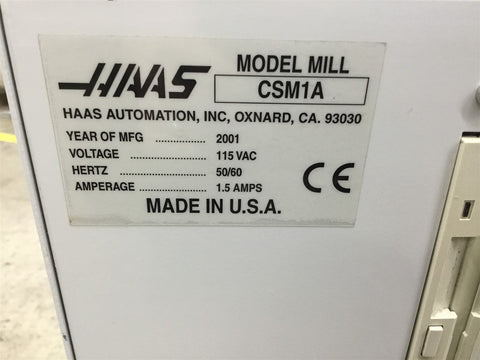 HAAS
MODEL MILL
CSM1A
HAAS AUTOMATION, INC, OXNARD, CA. 93030
YEAR OF MFG .............. 2001
VOLTAGE ...................... 115 VAC
HERTZ .......................... 50/60
AMPERAGE ................... 1.5 AMPS
CE
MADE IN U.S.A.